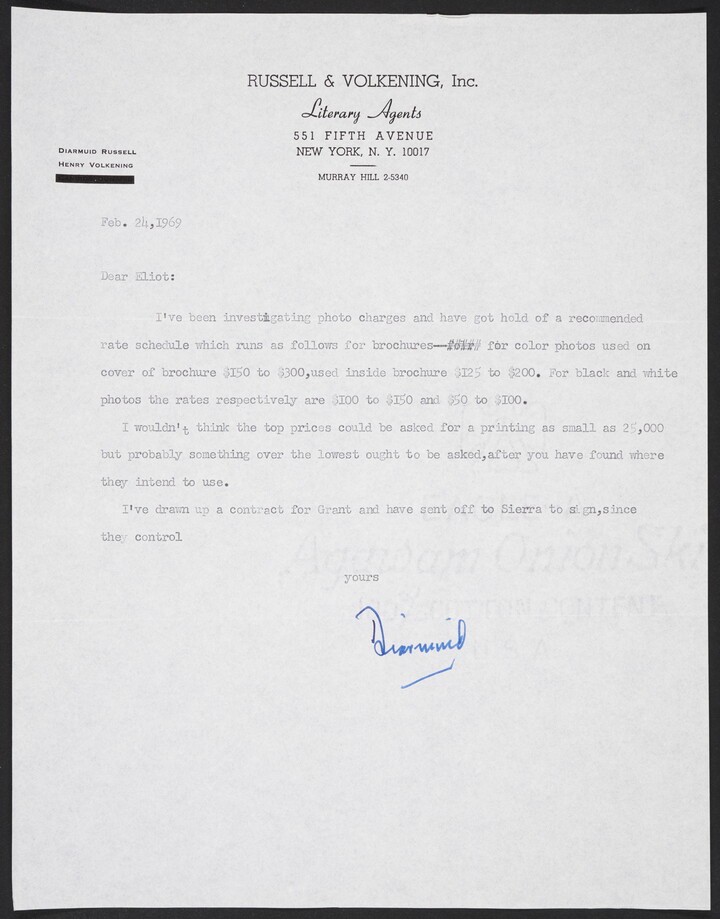 RUSSELL & VOLKENING, Inc.
Literary Agents
551 FIFTH AVENUE
NEW YORK, N. Y. 10017
MURRAY HILL 2-5340
DIARMUID RUSSELL
HENRY VOLKENING
Feb. 24,1969
Dear Eliot:
I've been investigating photo charges and have got hold of a recommended
rate schedule which runs as follows for brochures-- for color photos used on
cover of brochure $150 to $300,used inside brochure $125 to $200. For black and white
photos the rates respectively are $100 to $150 and $50 to $100.
I wouldn't think the top prices could be asked for a printing as small as 25,000
but probably something over the lowest ought to be asked,after you have found where
they intend to use.
I've drawn up a contract for Grant and have sent off to Sierra to sign,since
they control
yours
Diarmuid
Agawam Onion Ski